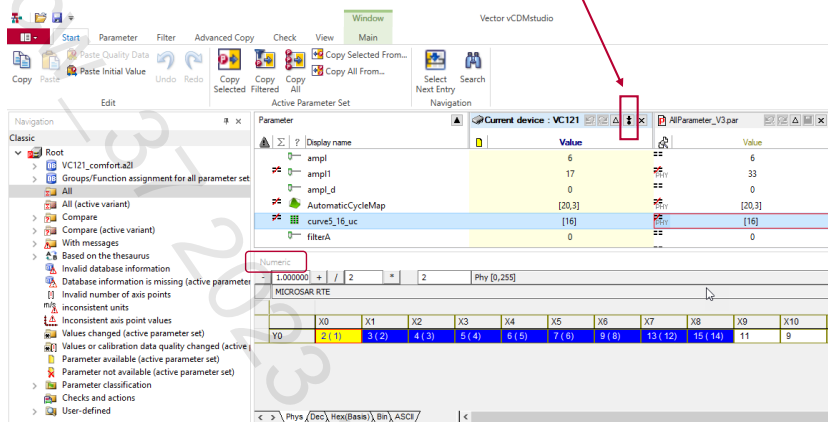 Window
Vector vCDMstudio
Start Parameter Filter Advanced Copy Check View Main
Copy Paste
Paste Quality Data
Paste Initial Value
Undo Redo
Copy Selected
Copy Filtered
Copy All
Copy Selected From...
Copy All From...
Select Next Entry
Search
Edit Active Parameter Set Navigation
Navigation
Classic
Root
VC121_comfort.a2l
Groups/Function assignment for all parameter set
All
All (active variant)
Compare
Compare (active variant)
With messages
Based on the thesaurus
Invalid database information
Database information is missing (active parameter
Invalid number of axis points
inconsistent units
Inconsistent axis point values
Values changed (active parameter set)
Values or calibration data quality changed (active p
Parameter available (active parameter set)
Parameter not available (active parameter set)
Parameter classification
Checks and actions
User-defined
Parameter Current device : VC121 AllParameter_V3.par
Σ ? Display name Value Value
ampl 6 == 6
ampl1 17 PHY 33
ampl_d 0 == 0
AutomaticCycleMap [20,3] PHY [20,3]
curve5_16_uc [16] PHY [16]
filterA 0 == 0
Numeric
- 1.000000 + / 2 * 2 Phy [0,255]
MICROSAR RTE
X0 X1 X2 X3 X4 X5 X6 X7 X8 X9 X10
Y0 2 ( 1) 3 ( 2) 4 ( 3) 5 ( 4) 6 ( 5) 7 ( 6) 9 ( 8) 13 ( 12) 15 ( 14) 11 9
< > Phys Dec Hex(Basis) Bin ASCII <